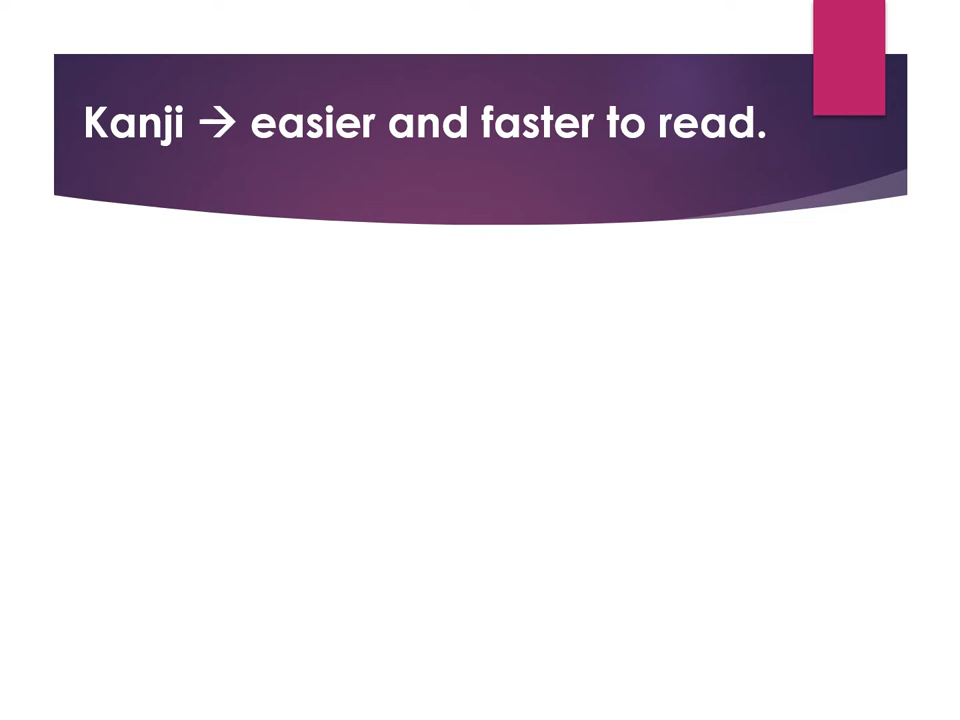 Kanji → easier and faster to read.